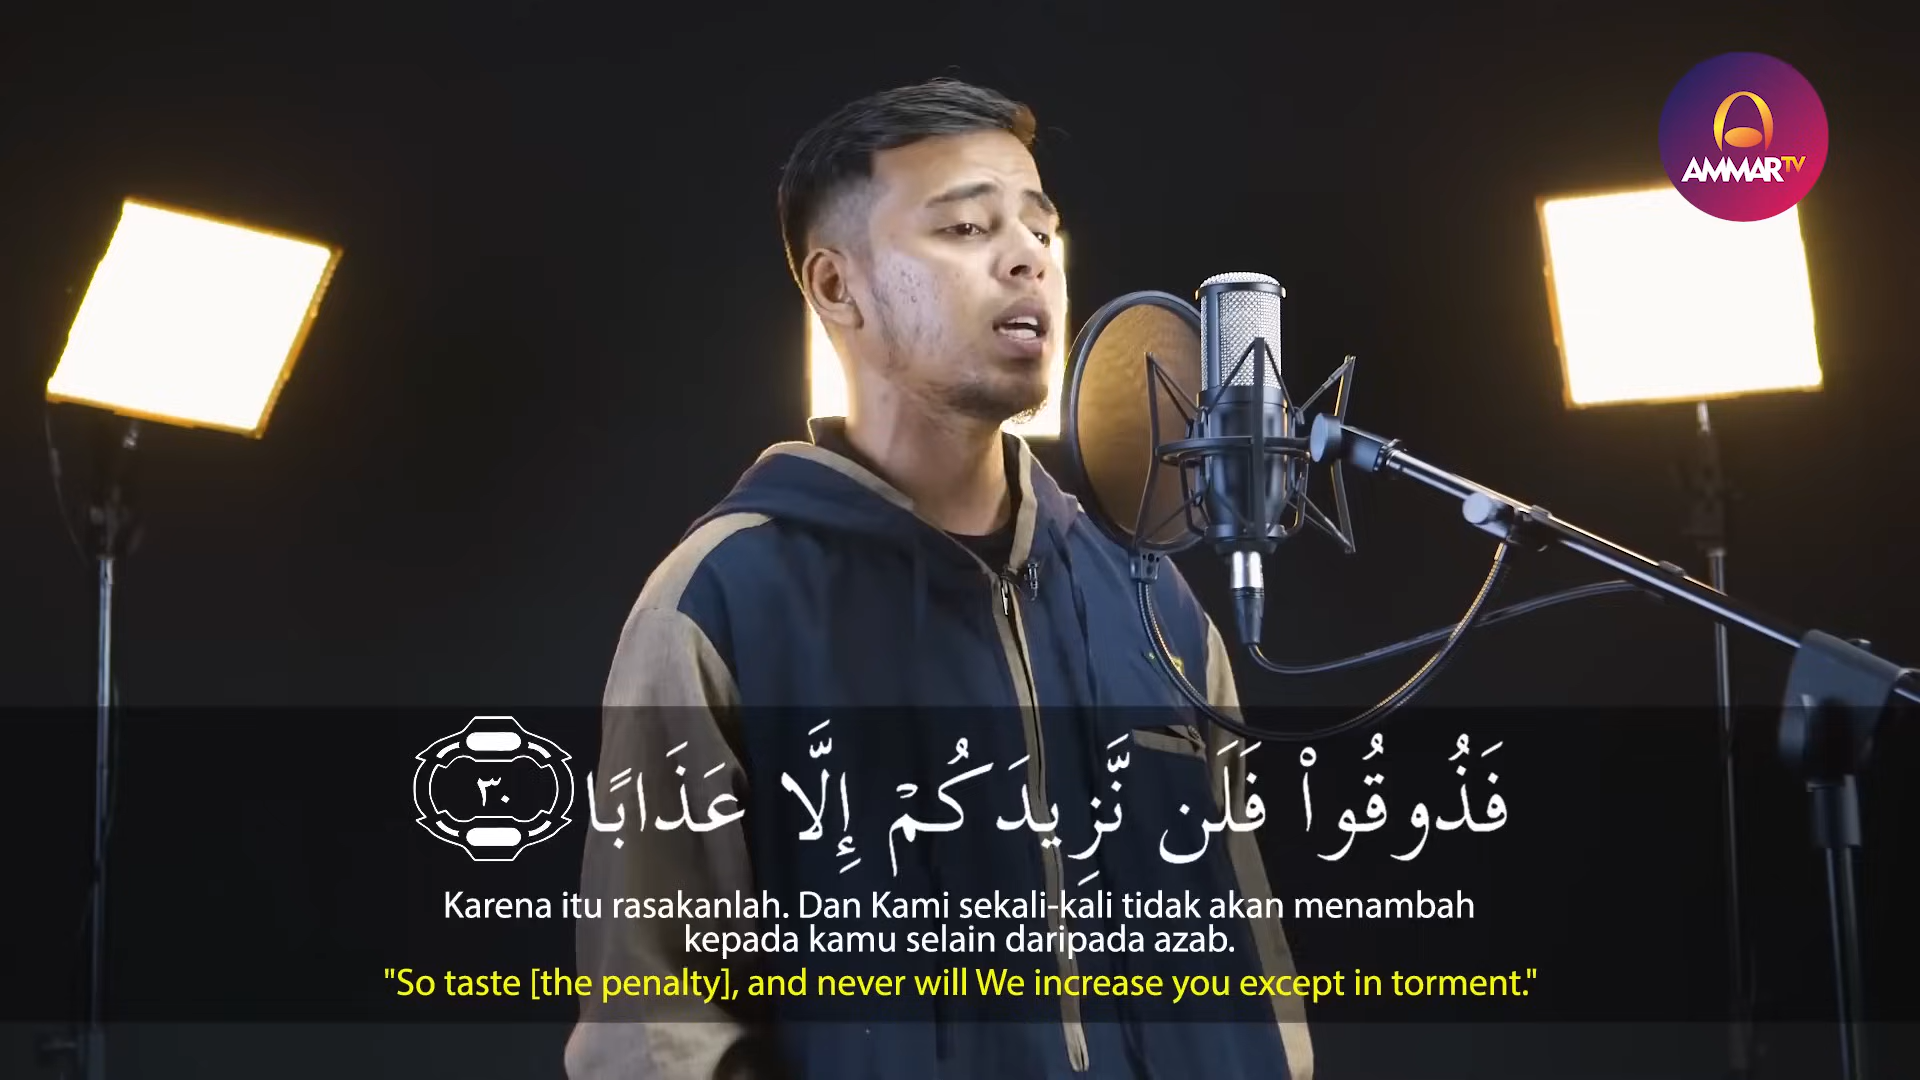 AMMARTV
فَذُوقُوا۟ فَلَن نَّزِيدَكُمْ إِلَّا عَذَابًا ٣٠
Karena itu rasakanlah. Dan Kami sekali-kali tidak akan menambah
kepada kamu selain daripada azab.
"So taste [the penalty], and never will We increase you except in torment."